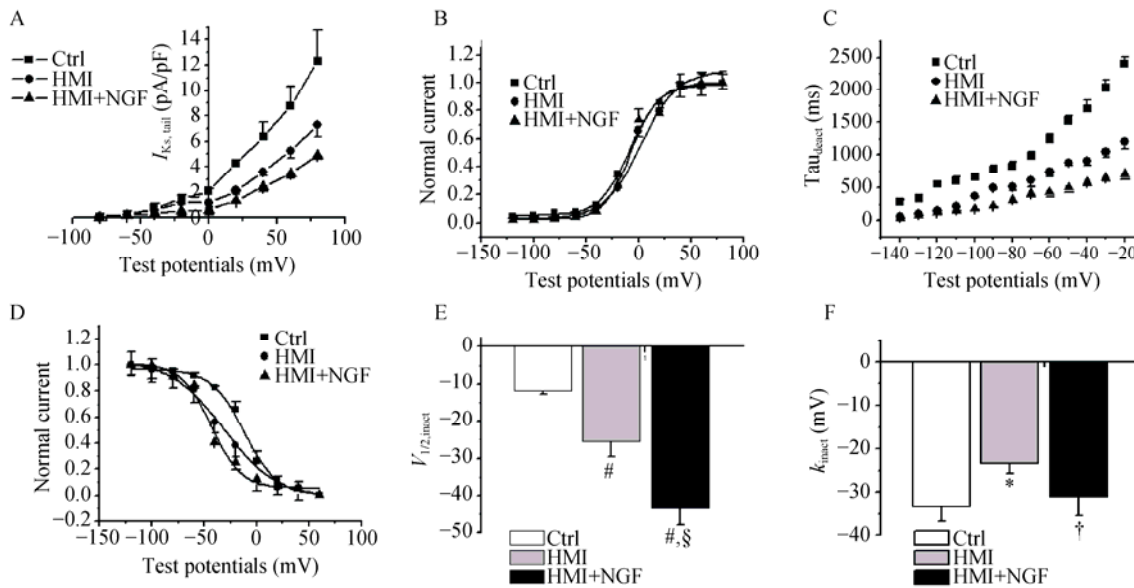 A
Ctrl
HMI
HMI+NGF
I Ks, tail (pA/pF)
14
12
10
8
6
4
2
0
−100 −50 0 50 100
Test potentials (mV)
B
Ctrl
HMI
HMI+NGF
Normal current
1.2
1.0
0.8
0.6
0.4
0.2
0.0
−100 −50 0 50 100
Test potentials (mV)
C
Ctrl
HMI
HMI+NGF
Tau deact (ms)
2500
2000
1500
1000
500
0
−140 −120 −100 −80 −60 −40 −20
Test potentials (mV)
D
Ctrl
HMI
HMI+NGF
Normal current
1.2
1.0
0.8
0.6
0.4
0.2
0.0
−0.2
−150 −100 −50 0 50
Test potentials (mV)
E
V 1/2,inact
0
−10
−20
−30
−40
−50
#
#,§
Ctrl
HMI
HMI+NGF
F
k inact (mV)
0
−10
−20
−30
−40
*
†
Ctrl
HMI
HMI+NGF